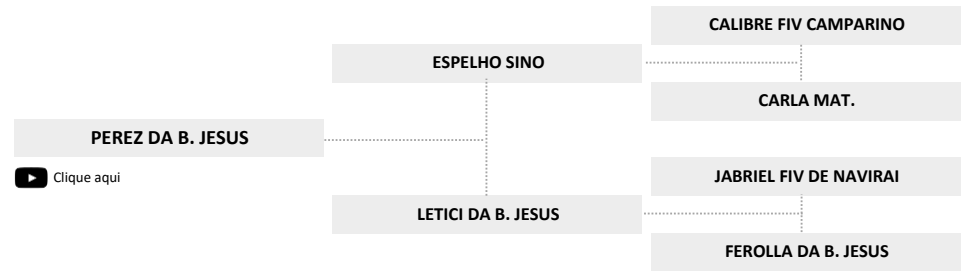 CALIBRE FIV CAMPARINO
ESPELHO SINO
CARLA MAT.
PEREZ DA B. JESUS
Clique aqui
JABRIEL FIV DE NAVIRAI
LETICI DA B. JESUS
FEROLLA DA B. JESUS